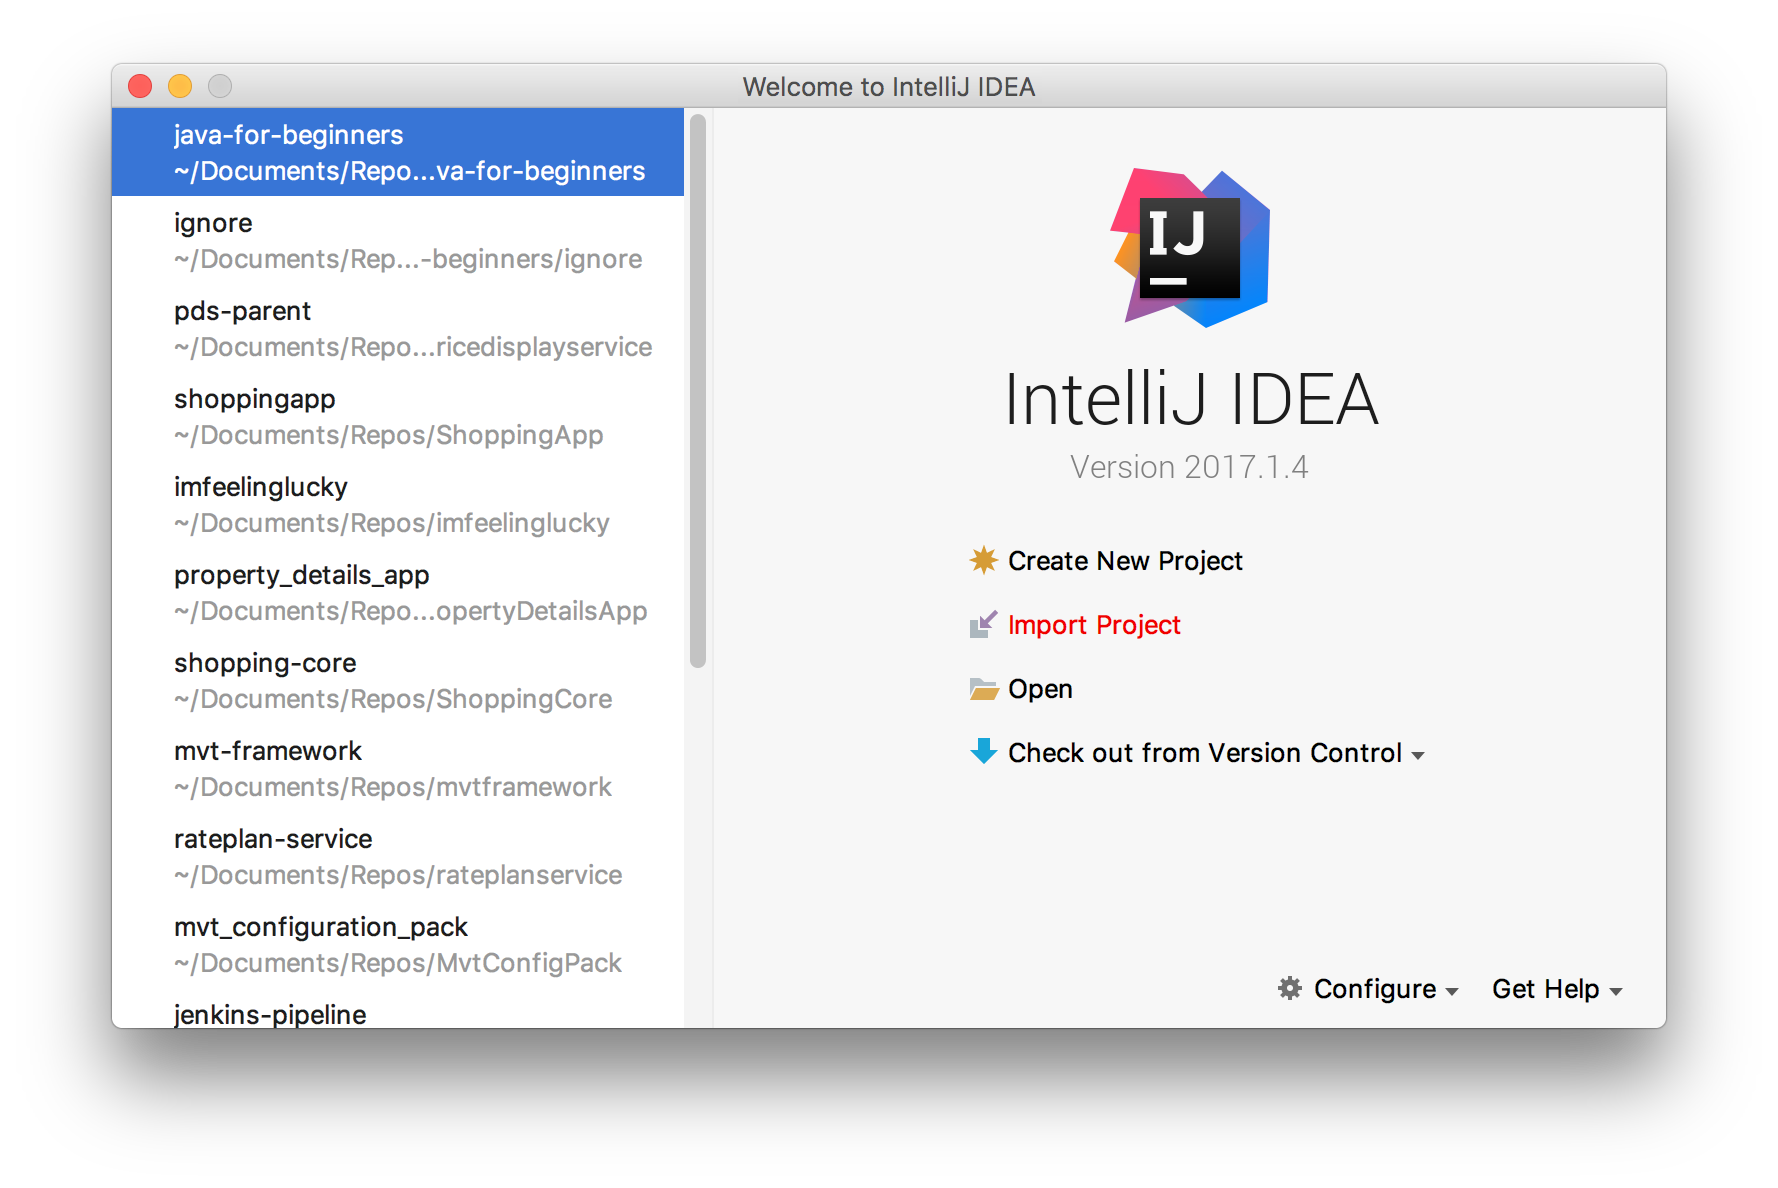 Welcome to IntelliJ IDEA
java-for-beginners
~/Documents/Repo...va-for-beginners
ignore
~/Documents/Rep...-beginners/ignore
pds-parent
~/Documents/Repo...ricedisplayservice
shoppingapp
~/Documents/Repos/ShoppingApp
imfeelinglucky
~/Documents/Repos/imfeelinglucky
property_details_app
~/Documents/Repo...opertyDetailsApp
shopping-core
~/Documents/Repos/ShoppingCore
mvt-framework
~/Documents/Repos/mvtframework
rateplan-service
~/Documents/Repos/rateplanservice
mvt_configuration_pack
~/Documents/Repos/MvtConfigPack
jenkins-pipeline
IJ
IntelliJ IDEA
Version 2017.1.4
Create New Project
Import Project
Open
Check out from Version Control
Configure
Get Help